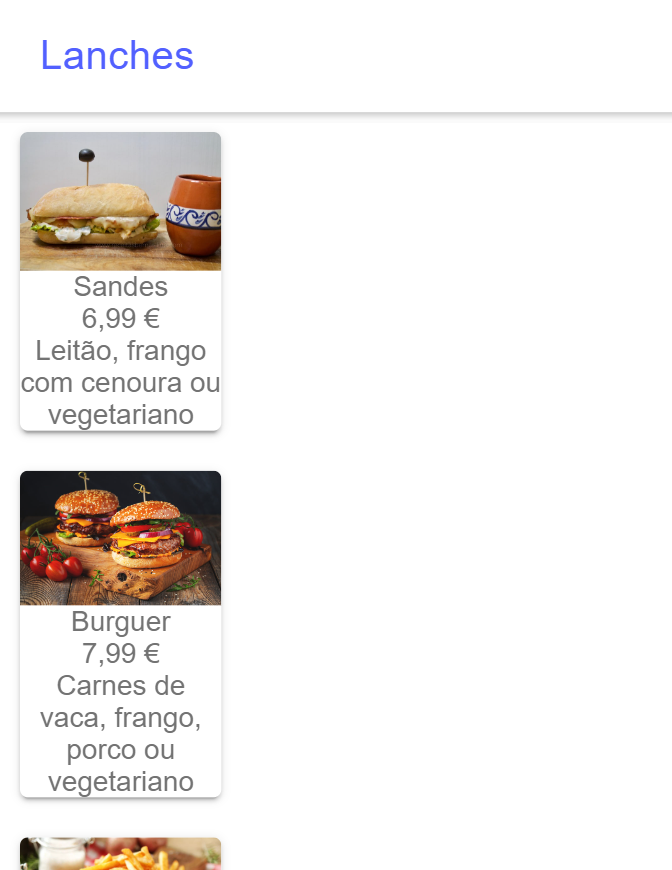 Lanches
Sandes
6,99 €
Leitão, frango
com cenoura ou
vegetariano
Burguer
7,99 €
Carnes de
vaca, frango,
porco ou
vegetariano